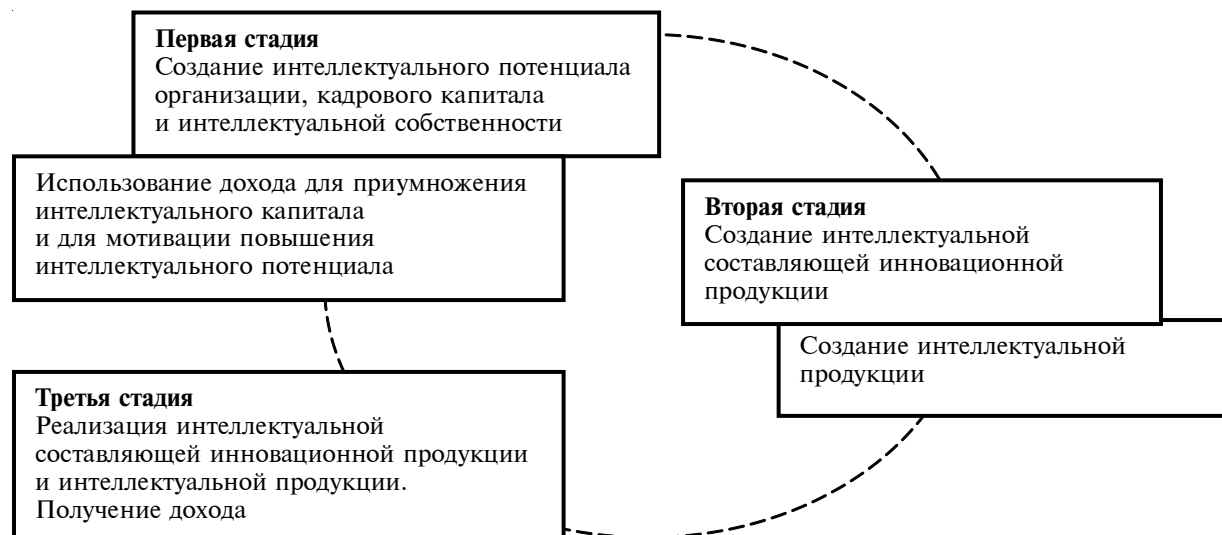 Первая стадия
Создание интеллектуального потенциала
организации, кадрового капитала
и интеллектуальной собственности
Использование дохода для приумножения
интеллектуального капитала
и для мотивации повышения
интеллектуального потенциала
Вторая стадия
Создание интеллектуальной
составляющей инновационной
продукции
Создание интеллектуальной
продукции
Третья стадия
Реализация интеллектуальной
составляющей инновационной продукции
и интеллектуальной продукции.
Получение дохода